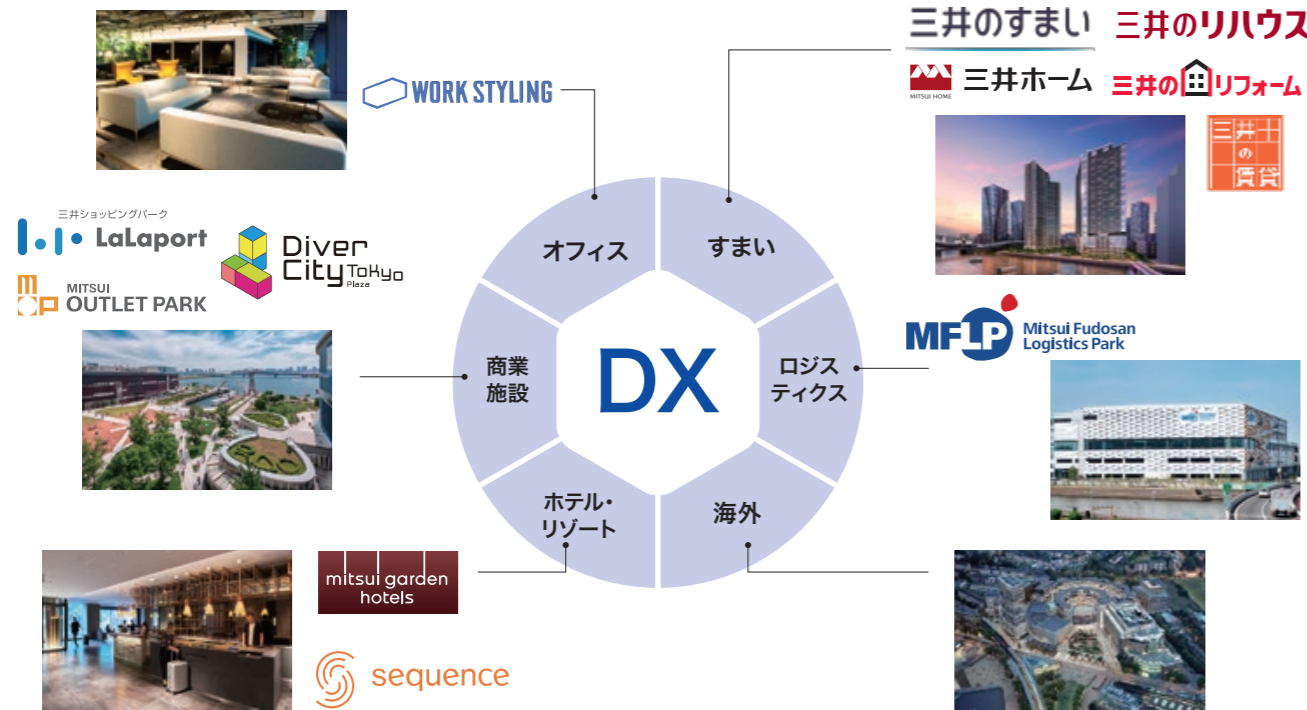 WORK STYLING
三井のすまい
三井のリハウス
MITSUI HOME
三井ホーム
三井のリフォーム
三井の賃貸
三井ショッピングパーク
LaLaport
Diver
City Tokyo
Plaza
MITSUI
OUTLET PARK
MFLP
Mitsui Fudosan
Logistics Park
オフィス
すまい
商業
施設
DX
ロジス
ティクス
ホテル・
リゾート
海外
mitsui garden
hotels
sequence